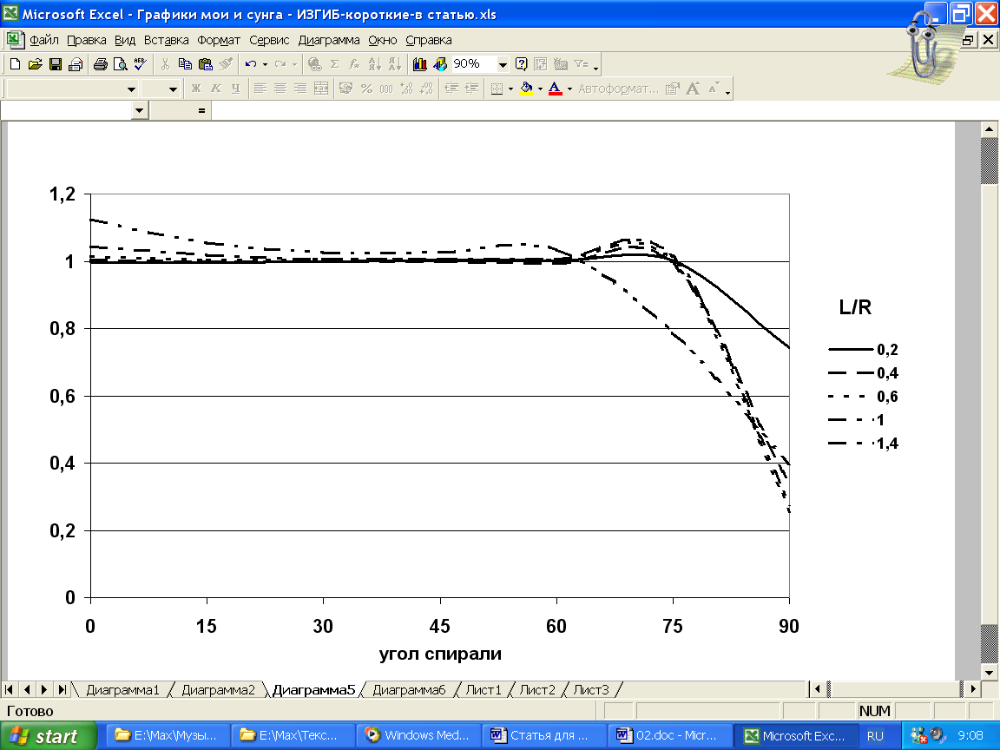 Microsoft Excel - Графики мои и сунга - ИЗГИБ-короткие-в статью.xls
Файл Правка Вид Вставка Формат Сервис Диаграмма Окно Справка
90%
Ж К Ч % 000 Автоформат...
=
1,2
1
0,8
0,6
0,4
0,2
0
0 15 30 45 60 75 90
угол спирали
L/R
0,2
0,4
0,6
1
1,4
Диаграмма1 Диаграмма2 Диаграмма5 Диаграмма6 Лист1 Лист2 Лист3
Готово NUM
start E:\Max\Музы... E:\Max\Текс... Windows Med... Статья для ... 02.doc - Micr... Microsoft Exc... RU 9:08